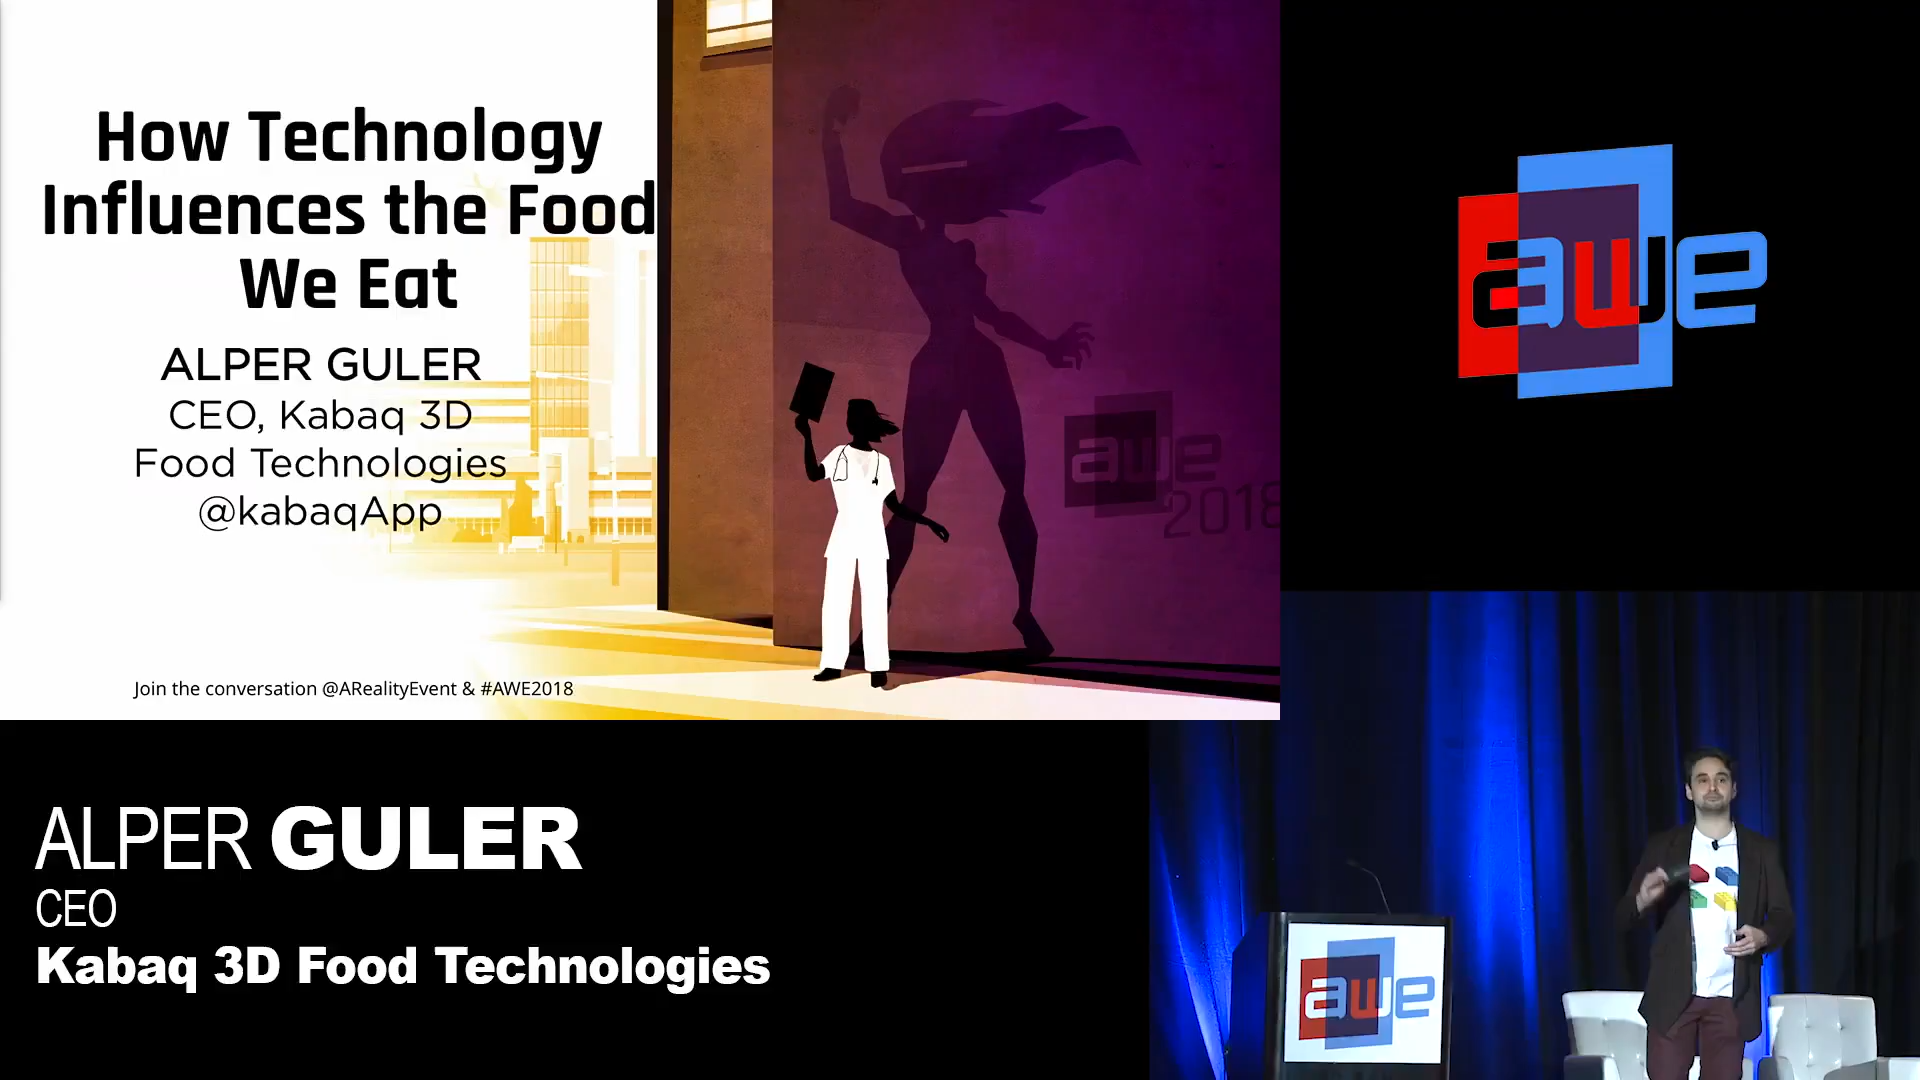 How Technology
Influences the Food
We Eat
ALPER GULER
CEO, Kabaq 3D
Food Technologies
@kabaqApp
Join the conversation @ARealityEvent & #AWE2018
awe
2018
awe
ALPER GULER
CEO
Kabaq 3D Food Technologies
awe